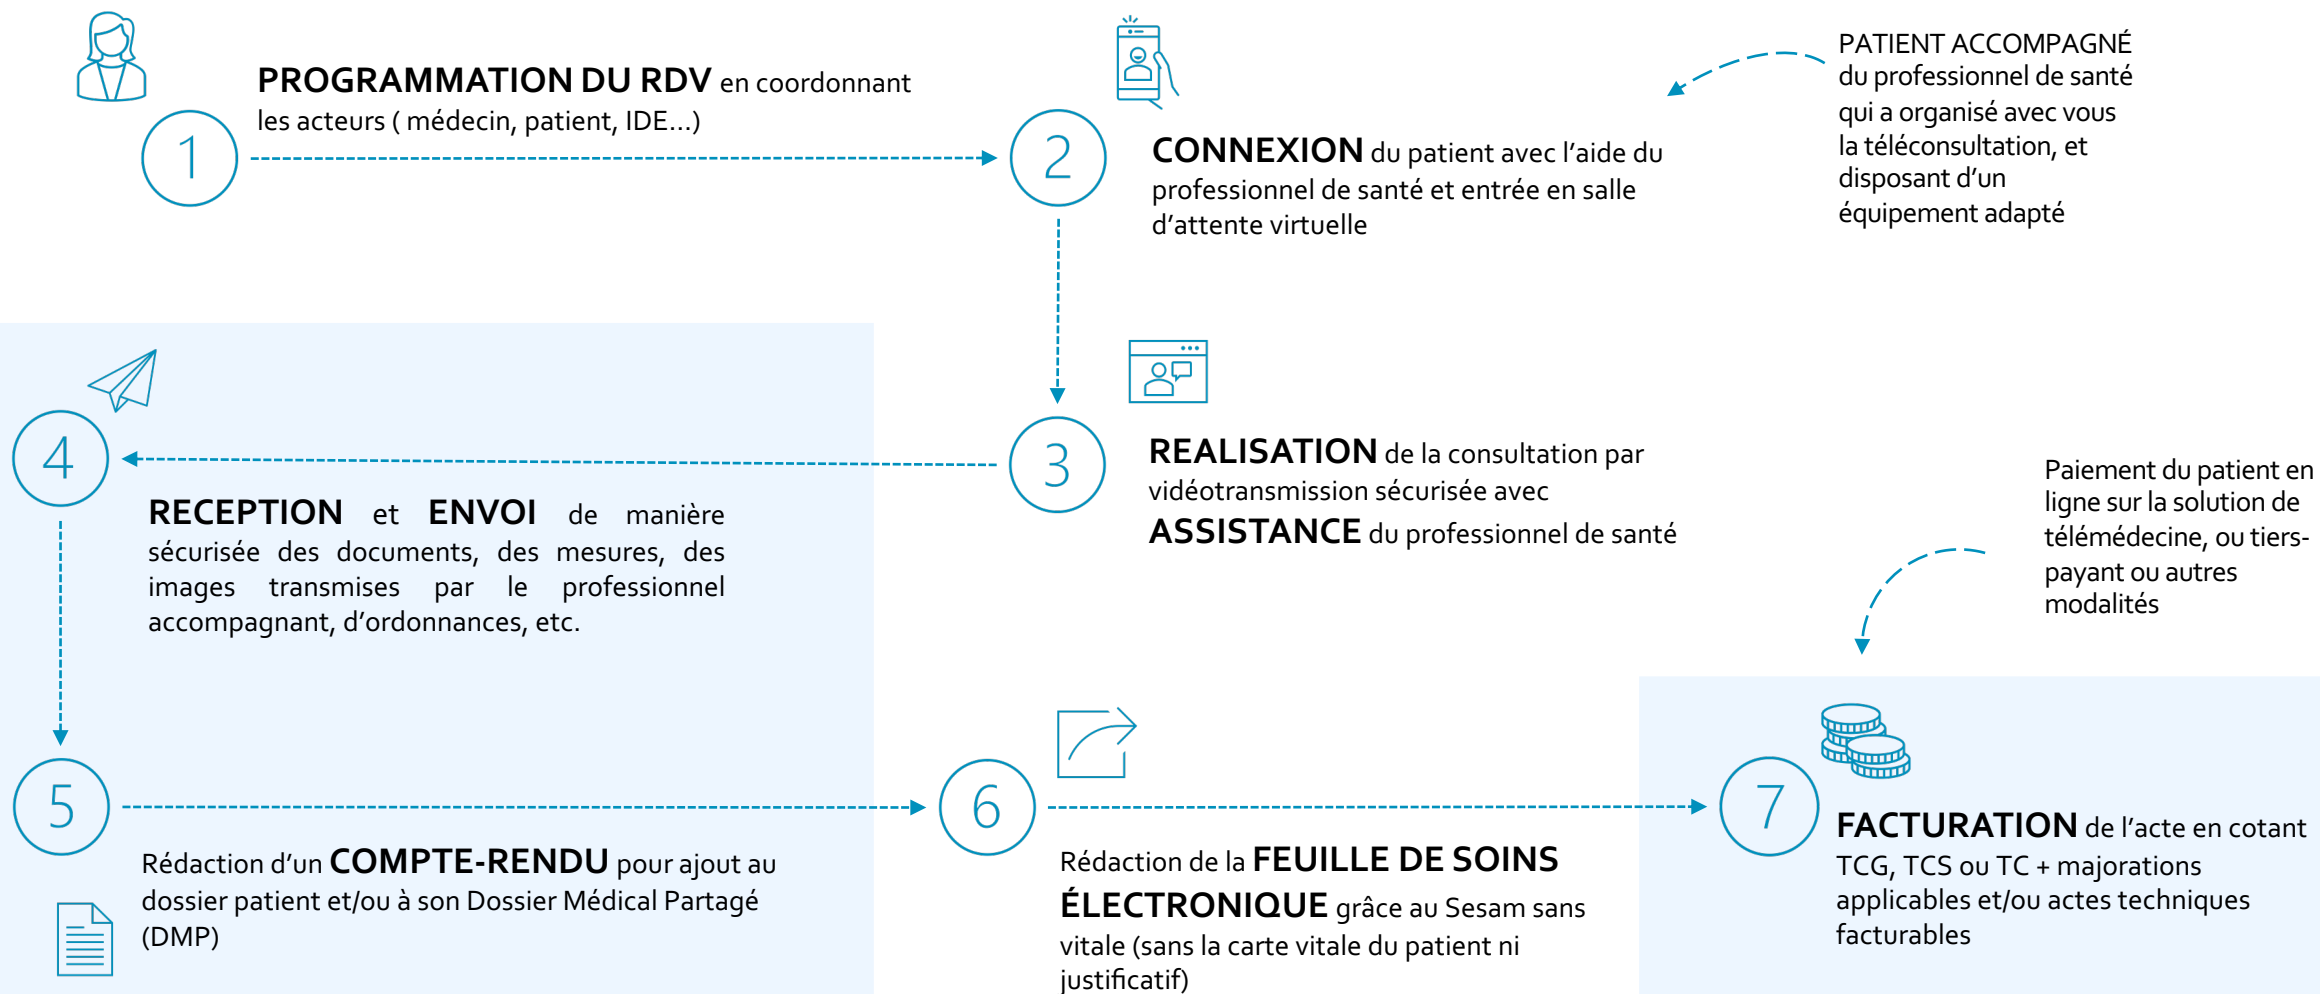 1
PROGRAMMATION DU RDV en coordonnant
les acteurs ( médecin, patient, IDE...)
2
CONNEXION du patient avec l'aide du
professionnel de santé et entrée en salle
d'attente virtuelle
PATIENT ACCOMPAGNÉ
du professionnel de santé
qui a organisé avec vous
la téléconsultation, et
disposant d'un
équipement adapté
3
REALISATION de la consultation par
vidéotransmission sécurisée avec
ASSISTANCE du professionnel de santé
4
RECEPTION et ENVOI de manière
sécurisée des documents, des mesures, des
images transmises par le professionnel
accompagnant, d'ordonnances, etc.
5
Rédaction d'un COMPTE-RENDU pour ajout au
dossier patient et/ou à son Dossier Médical Partagé
(DMP)
6
Rédaction de la FEUILLE DE SOINS
ÉLECTRONIQUE grâce au Sesam sans
vitale (sans la carte vitale du patient ni
justificatif)
Paiement du patient en
ligne sur la solution de
télémédecine, ou tiers-
payant ou autres
modalités
7
FACTURATION de l'acte en cotant
TCG, TCS ou TC + majorations
applicables et/ou actes techniques
facturables